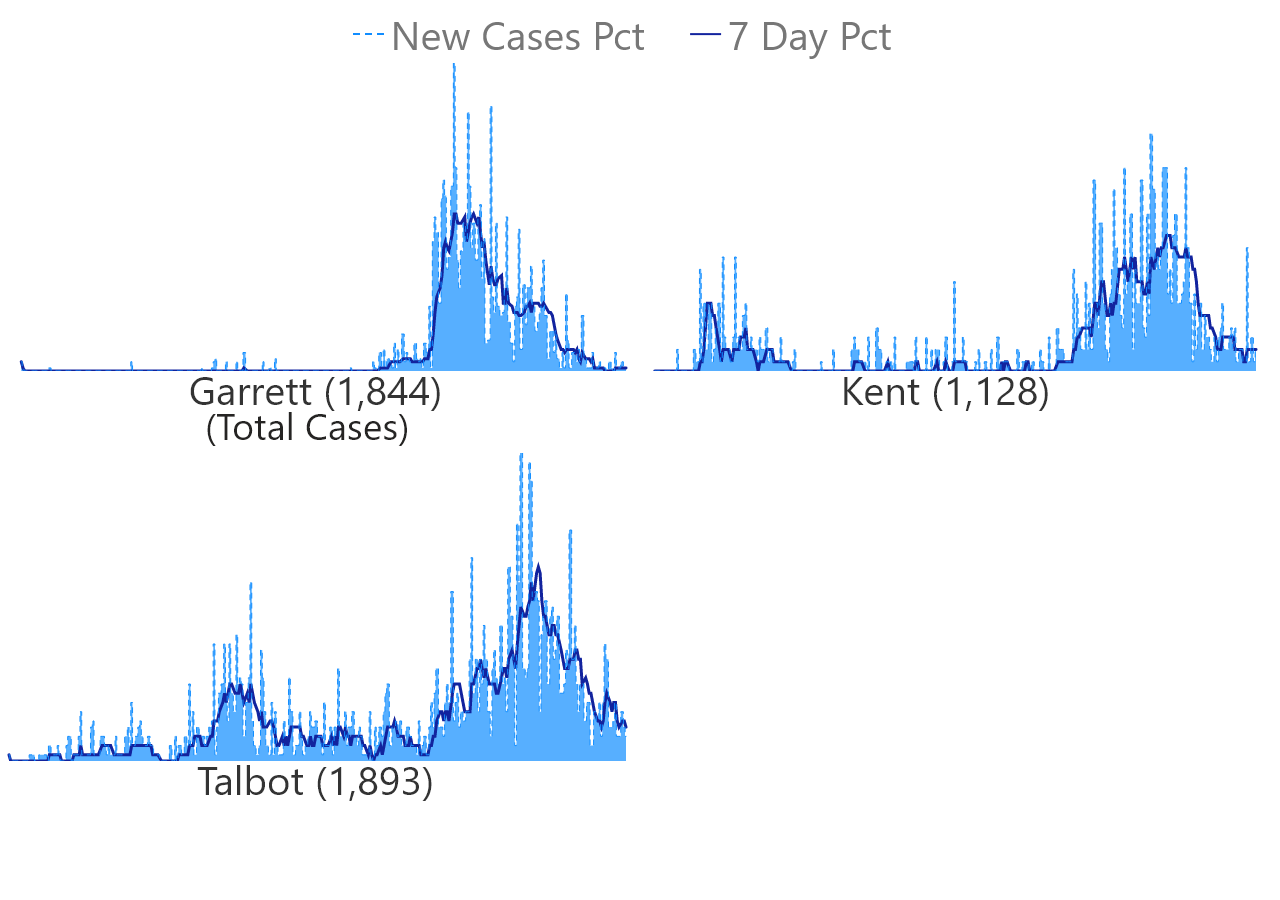 New Cases Pct 7 Day Pct
Garrett (1,844)
(Total Cases)
Kent (1,128)
Talbot (1,893)